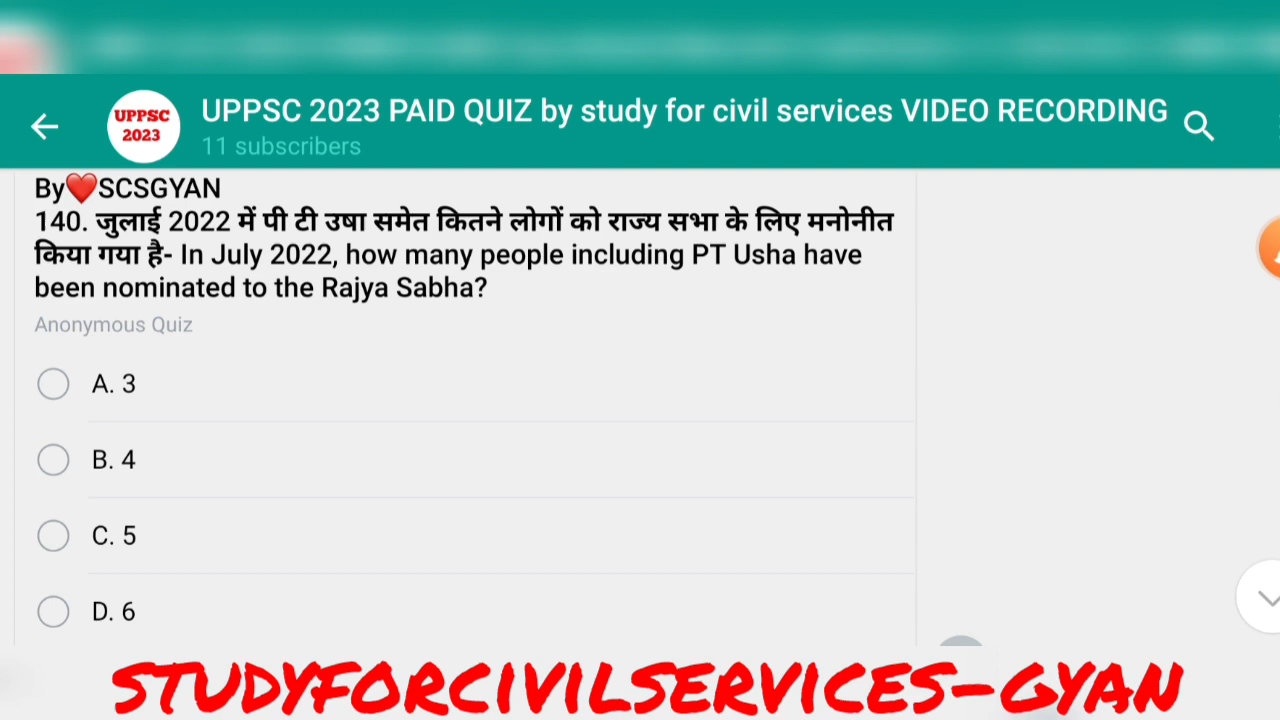 UPPSC
2023
UPPSC 2023 PAID QUIZ by study for civil services VIDEO RECORDING
11 subscribers
By❤️SCSGYAN
140. जुलाई 2022 में पी टी उषा समेत कितने लोगों को राज्य सभा के लिए मनोनीत
किया गया है- In July 2022, how many people including PT Usha have
been nominated to the Rajya Sabha?
Anonymous Quiz
A. 3
B. 4
C. 5
D. 6
STUDYFORCIVILSERVICES-GYAN